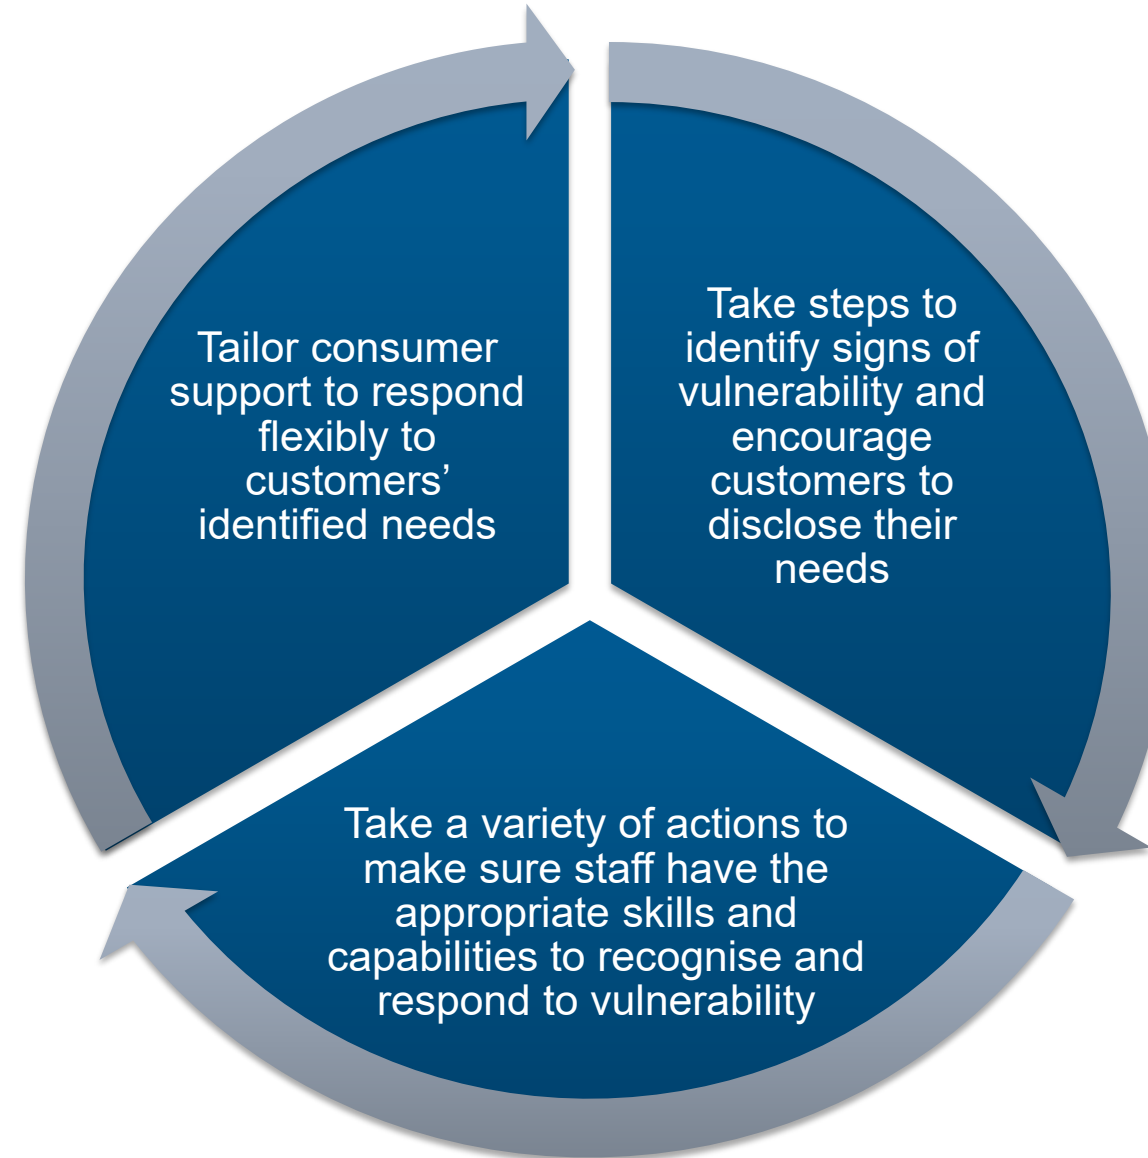 Take steps to
identify signs of
vulnerability and
encourage
customers to
disclose their
needs
Take a variety of actions to
make sure staff have the
appropriate skills and
capabilities to recognise and
respond to vulnerability
Tailor consumer
support to respond
flexibly to
customers’
identified needs